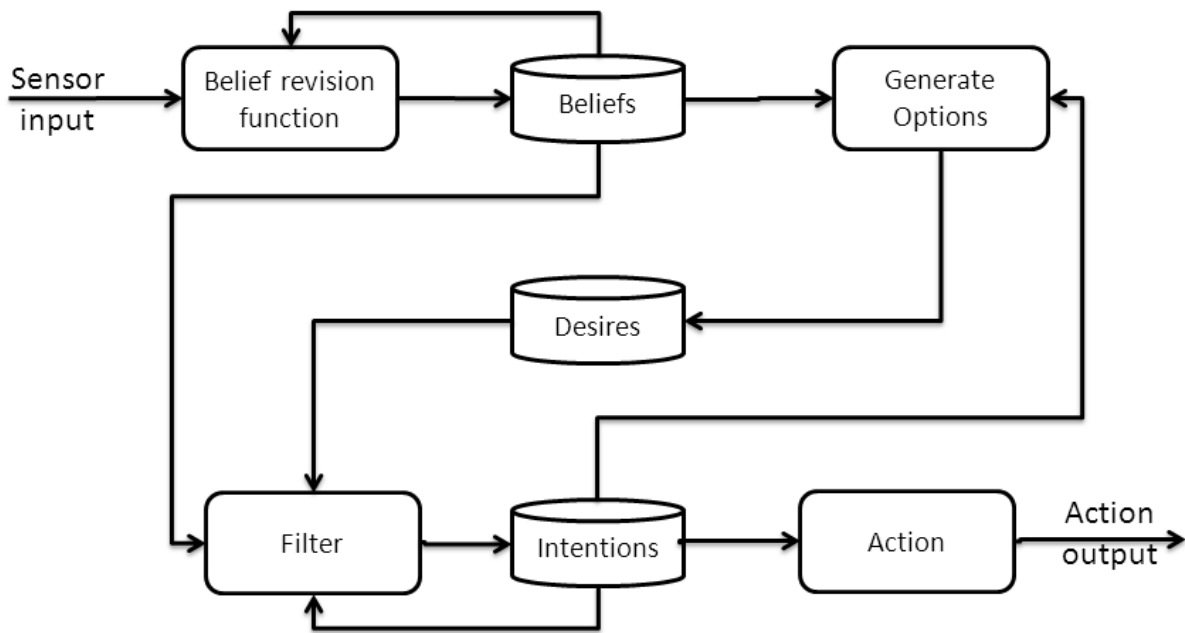 Sensor
input
Belief revision
function
Beliefs
Generate
Options
Desires
Filter
Intentions
Action
Action
output